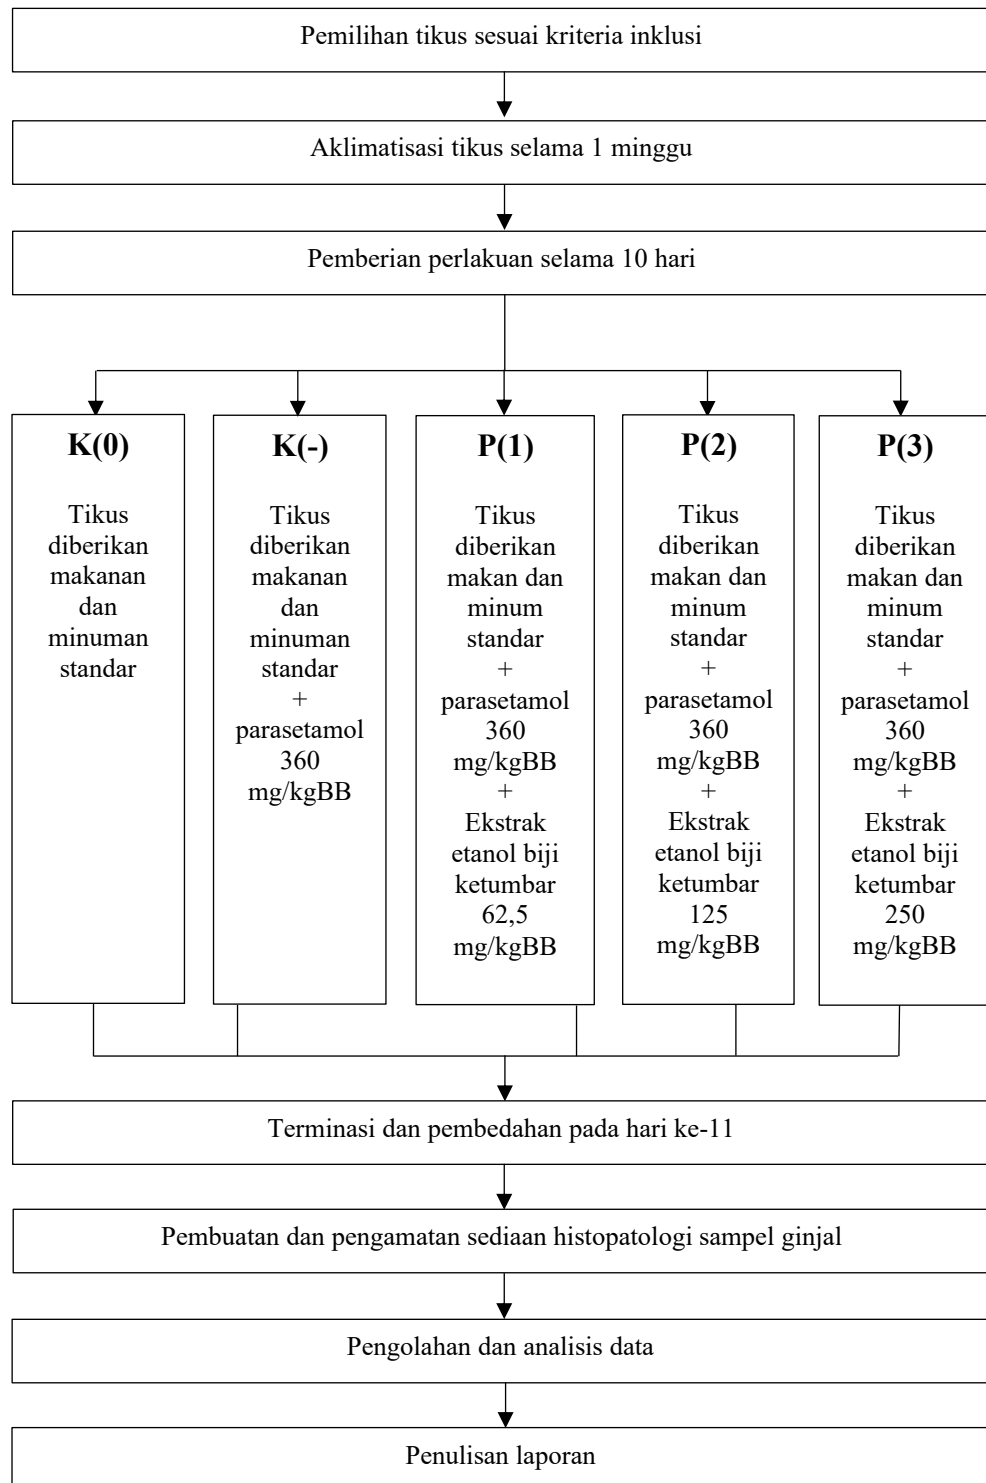 Pemilihan tikus sesuai kriteria inklusi
Aklimatisasi tikus selama 1 minggu
Pemberian perlakuan selama 10 hari
K(0)
Tikus
diberikan
makanan
dan
minuman
standar
K(-)
Tikus
diberikan
makanan
dan
minuman
standar
+
parasetamol
360
mg/kgBB
P(1)
Tikus
diberikan
makan dan
minum
standar
+
parasetamol
360
mg/kgBB
+
Ekstrak
etanol biji
ketumbar
62,5
mg/kgBB
P(2)
Tikus
diberikan
makan dan
minum
standar
+
parasetamol
360
mg/kgBB
+
Ekstrak
etanol biji
ketumbar
125
mg/kgBB
P(3)
Tikus
diberikan
makan dan
minum
standar
+
parasetamol
360
mg/kgBB
+
Ekstrak
etanol biji
ketumbar
250
mg/kgBB
Terminasi dan pembedahan pada hari ke-11
Pembuatan dan pengamatan sediaan histopatologi sampel ginjal
Pengolahan dan analisis data
Penulisan laporan